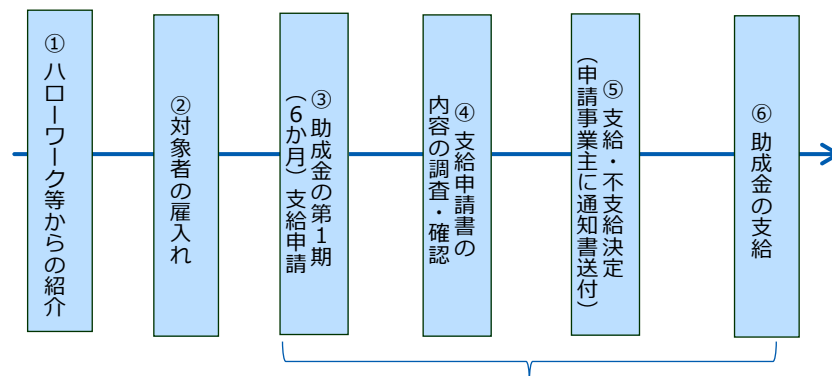 ① ハローワーク等からの紹介
② 対象者の雇入れ
③ 助成金の第1期
(6か月) 支給申請
④ 支給申請書の
内容の調査・確認
⑤ 支給・不支給決定
(申請事業主に通知書送付)
⑥ 助成金の支給